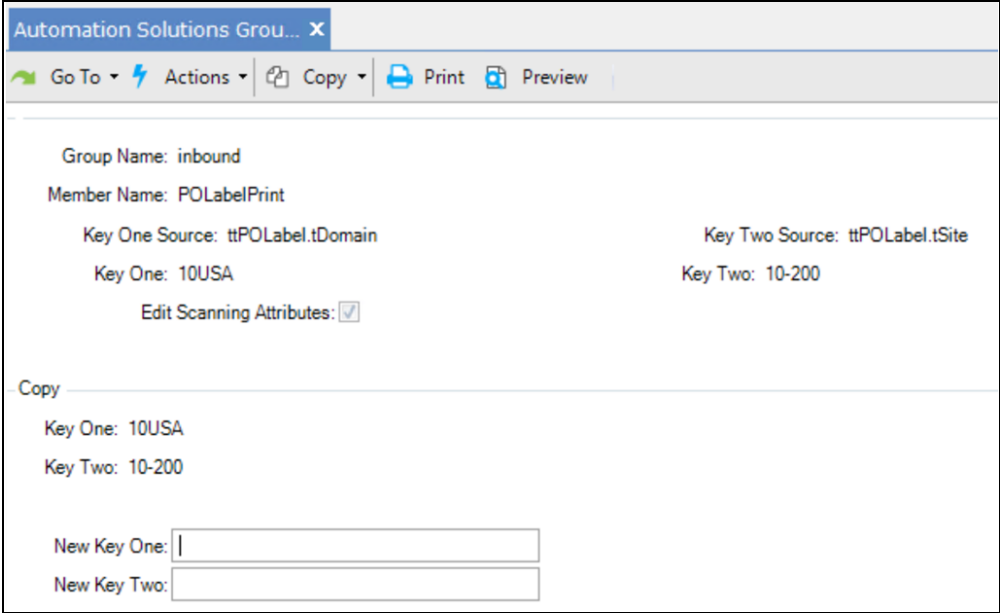 Automation Solutions Grou... X
Go To Actions Copy Print Preview
Group Name: inbound
Member Name: POLabelPrint
Key One Source: ttPOLabel.tDomain Key Two Source: ttPOLabel.tSite
Key One: 10USA Key Two: 10-200
Edit Scanning Attributes:
Copy
Key One: 10USA
Key Two: 10-200
New Key One:
New Key Two: